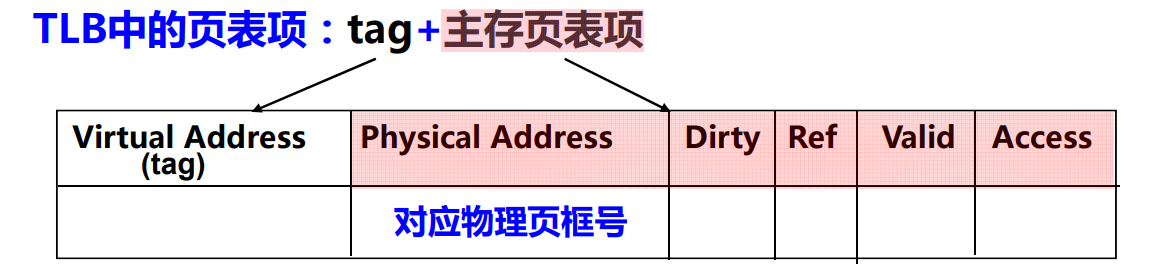 TLB中的页表项：tag+主存页表项
Virtual Address Physical Address Dirty Ref Valid Access
(tag)
对应物理页框号